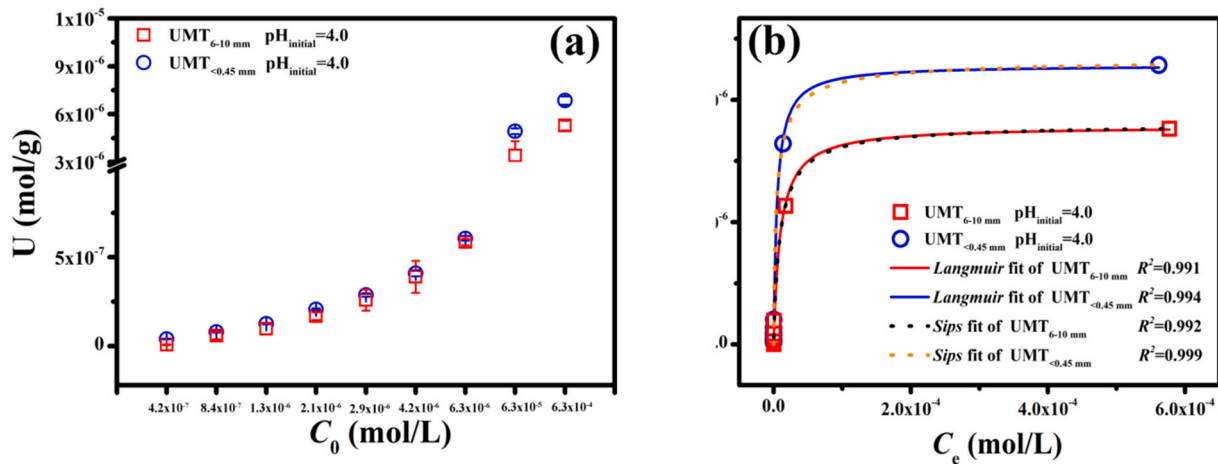 (a)
UMT6-10 mm pHinitial=4.0
UMT<0.45 mm pHinitial=4.0
1x10-5
9x10-6
6x10-6
3x10-6
5x10-7
0
U (mol/g)
4.2x10-7 8.4x10-7 1.3x10-6 2.1x10-6 2.9x10-6 4.2x10-6 6.3x10-6 6.3x10-5 6.3x10-4
C0 (mol/L)
(b)
)-6
)-6
.0
UMT6-10 mm pHinitial=4.0
UMT<0.45 mm pHinitial=4.0
Langmuir fit of UMT6-10 mm R2=0.991
Langmuir fit of UMT<0.45 mm R2=0.994
Sips fit of UMT6-10 mm R2=0.992
Sips fit of UMT<0.45 mm R2=0.999
0.0 2.0x10-4 4.0x10-4 6.0x10-4
Ce (mol/L)